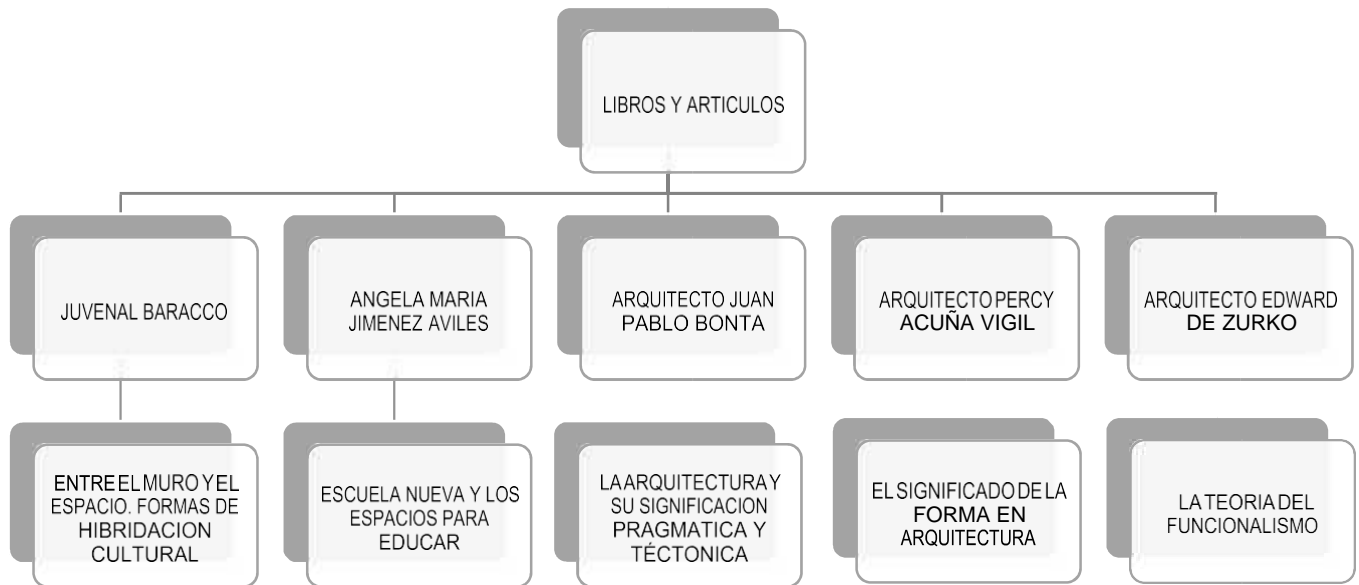 LIBROS Y ARTICULOS
JUVENAL BARACCO
ANGELA MARIA
JIMENEZ AVILES
ARQUITECTO JUAN
PABLO BONTA
ARQUITECTO PERCY
ACUÑA VIGIL
ARQUITECTO EDWARD
DE ZURKO
ENTRE EL MURO Y EL
ESPACIO. FORMAS DE
HIBRIDACION
CULTURAL
ESCUELA NUEVA Y LOS
ESPACIOS PARA
EDUCAR
LA ARQUITECTURA Y
SU SIGNIFICACION
PRAGMATICA Y
TÉCTONICA
EL SIGNIFICADO DE LA
FORMA EN
ARQUITECTURA
LA TEORIA DEL
FUNCIONALISMO